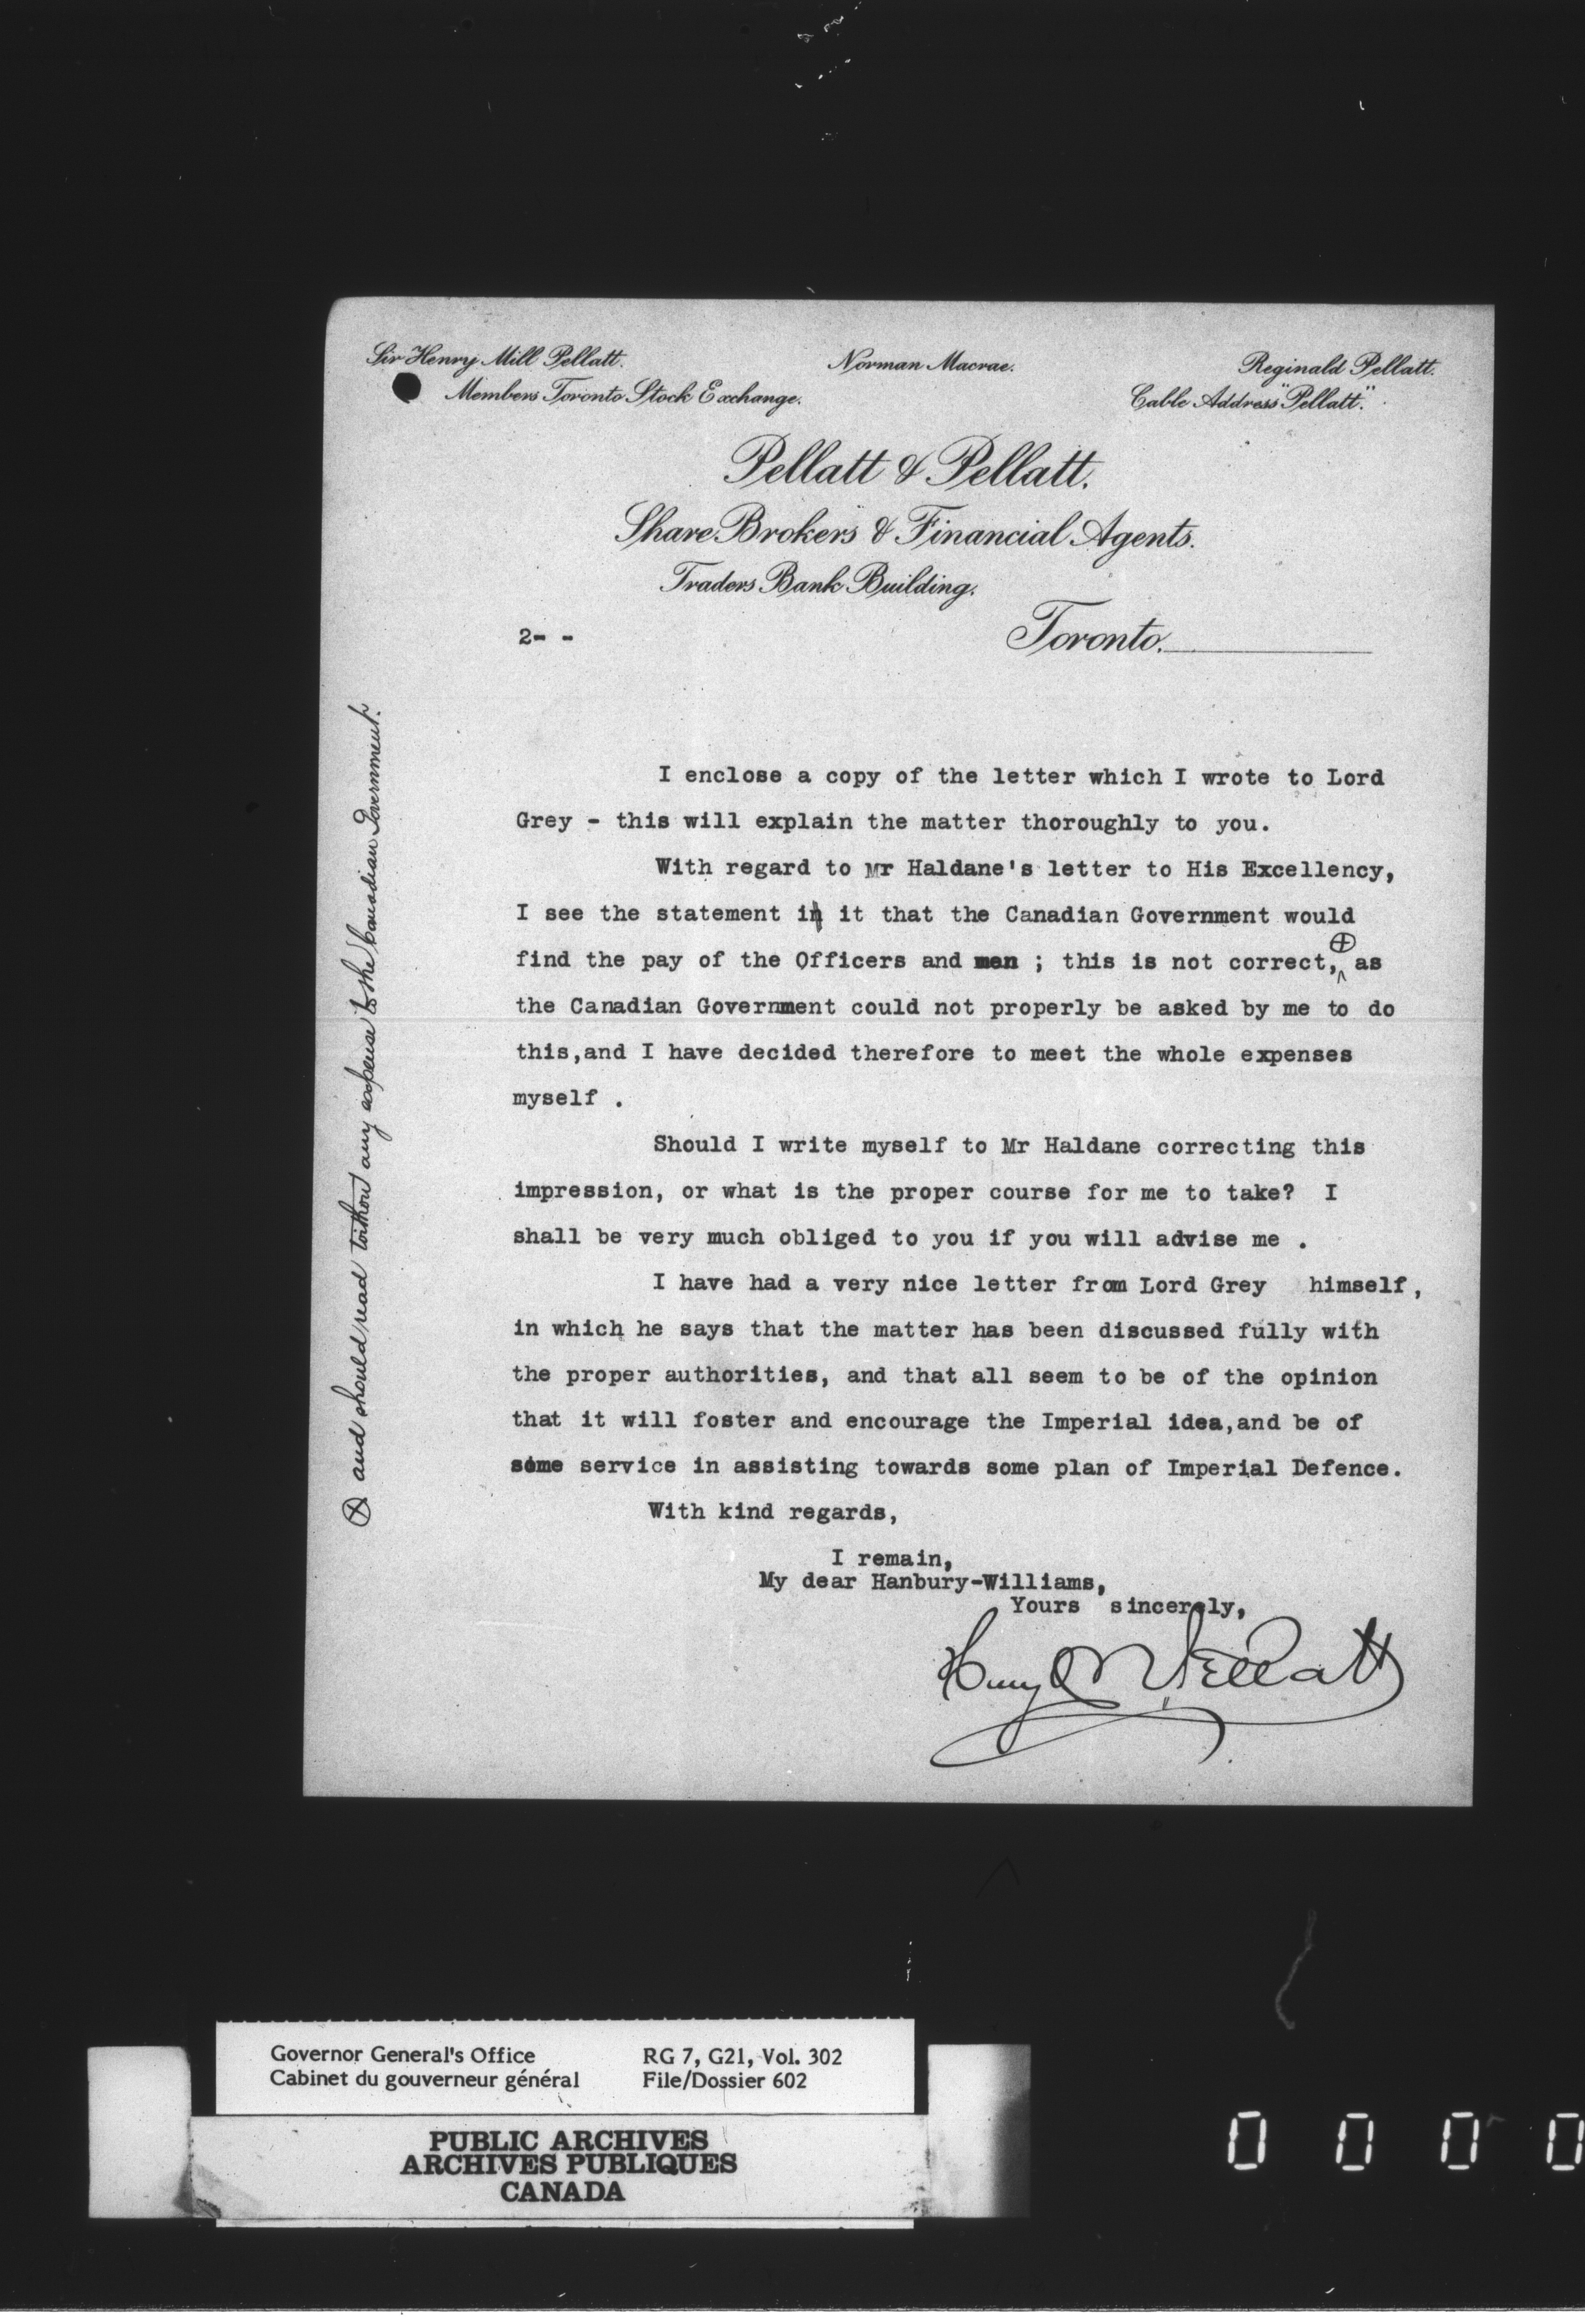 Sir Henry Mill Pellatt.
Norman Macrae.
Reginald Pellatt.
Members Toronto Stock Exchange.
Cable Address "Pellatt."
Pellatt & Pellatt.
Share Brokers & Financial Agents.
Traders Bank Building.
2- -
Toronto.
I enclose a copy of the letter which I wrote to Lord
Grey - this will explain the matter thoroughly to you.
With regard to Mr Haldane's letter to His Excellency,
I see the statement in it that the Canadian Government would
find the pay of the Officers and men ; this is not correct,⊕ as
the Canadian Government could not properly be asked by me to do
this,and I have decided therefore to meet the whole expenses
myself .
Should I write myself to Mr Haldane correcting this
impression, or what is the proper course for me to take? I
shall be very much obliged to you if you will advise me .
I have had a very nice letter from Lord Grey himself,
in which he says that the matter has been discussed fully with
the proper authorities, and that all seem to be of the opinion
that it will foster and encourage the Imperial idea,and be of
some service in assisting towards some plan of Imperial Defence.
With kind regards,
I remain,
My dear Hanbury-Williams,
Yours sincerely,
Henry M Pellatt
⊕ and should read without any expense to the Canadian Government.
Governor General's Office
Cabinet du gouverneur général
RG 7, G21, Vol. 302
File/Dossier 602
PUBLIC ARCHIVES
ARCHIVES PUBLIQUES
CANADA
0 0 0 0